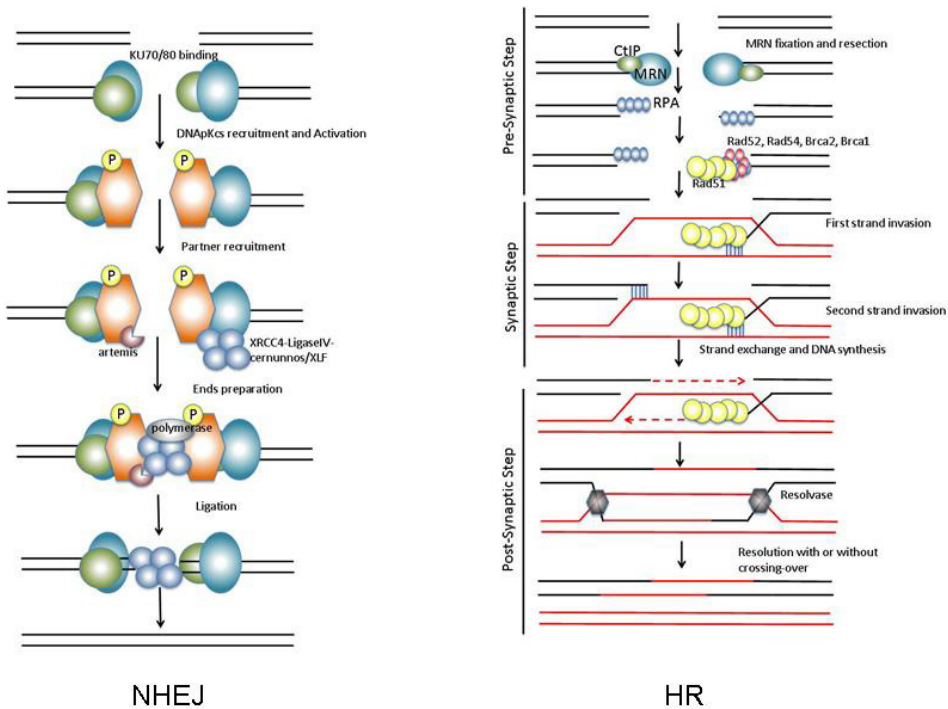 KU70/80 binding
DNApKcs recruitment and Activation
P
P
Partner recruitment
P
P
artemis
XRCC4-LigaseIV-
cernunnos/XLF
Ends preparation
P
P
polymerase
Ligation
NHEJ
Pre-Synaptic Step
MRN fixation and resection
CtIP
MRN
RPA
Rad52, Rad54, Brca2, Brca1
Rad51
Synaptic Step
First strand invasion
Second strand invasion
Strand exchange and DNA synthesis
Post-Synaptic Step
Resolvase
Resolution with or without
crossing-over
HR